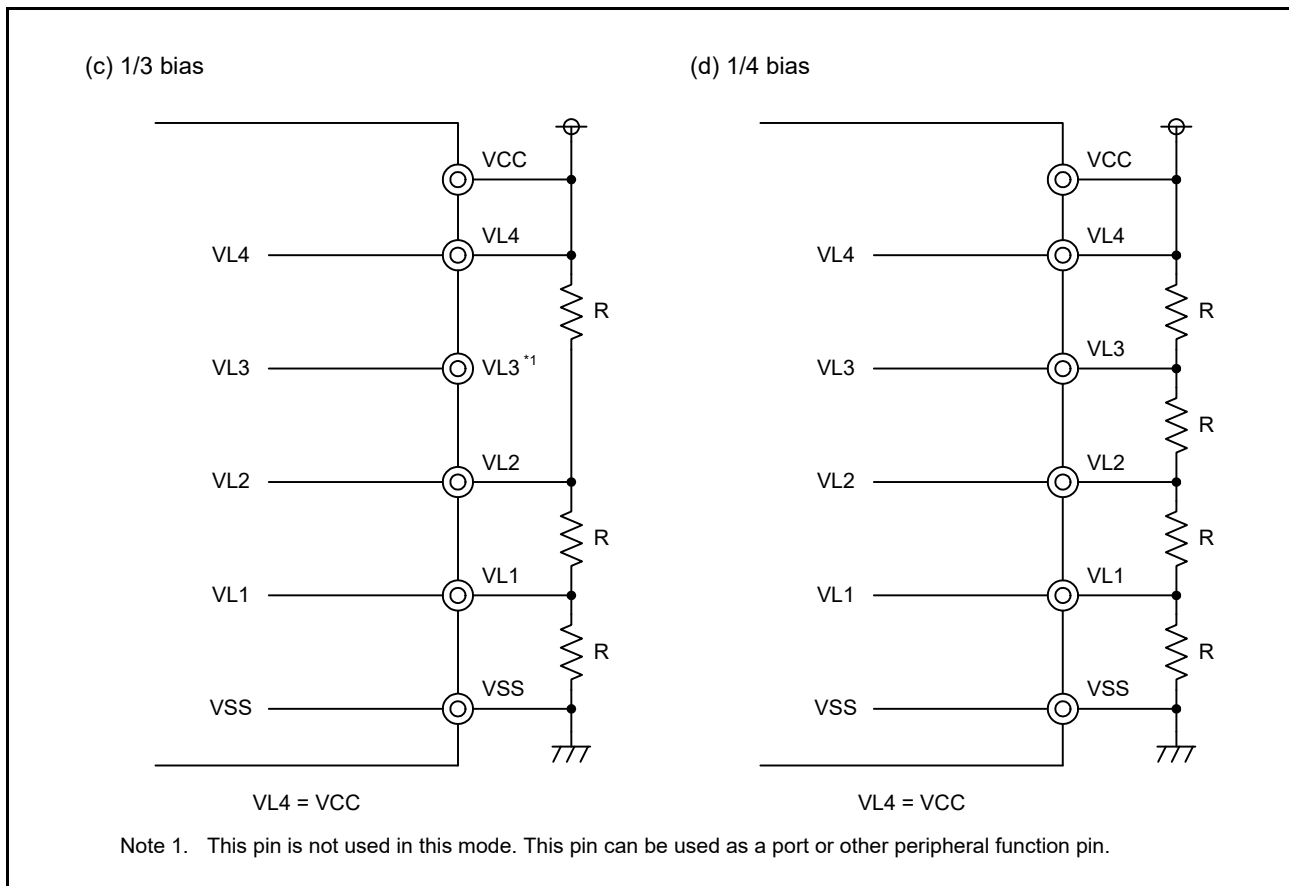 (c) 1/3 bias
VCC
VL4 VL4
R
VL3 VL3 *1
VL2 VL2
R
VL1 VL1
R
VSS VSS
VL4 = VCC
(d) 1/4 bias
VCC
VL4 VL4
R
VL3 VL3
R
VL2 VL2
R
VL1 VL1
R
VSS VSS
VL4 = VCC
Note 1. This pin is not used in this mode. This pin can be used as a port or other peripheral function pin.